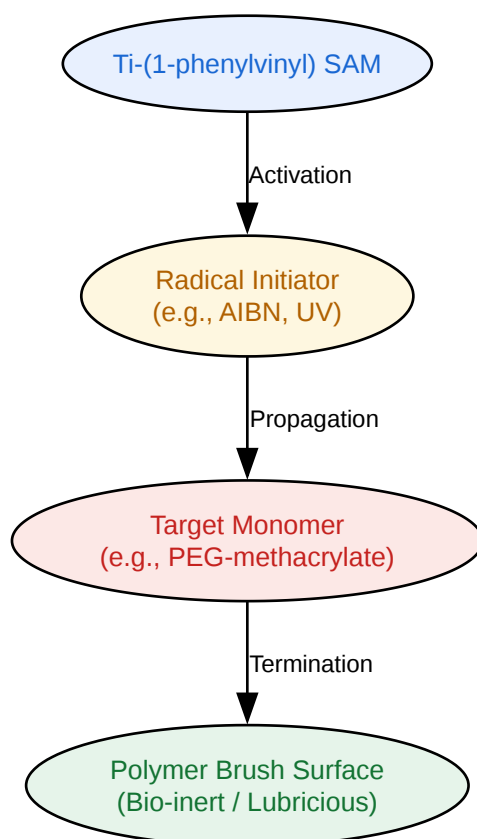 Ti-(1-phenylvinyl) SAM
Activation
Radical Initiator
(e.g., AIBN, UV)
Propagation
Target Monomer
(e.g., PEG-methacrylate)
Termination
Polymer Brush Surface
(Bio-inert / Lubricious)